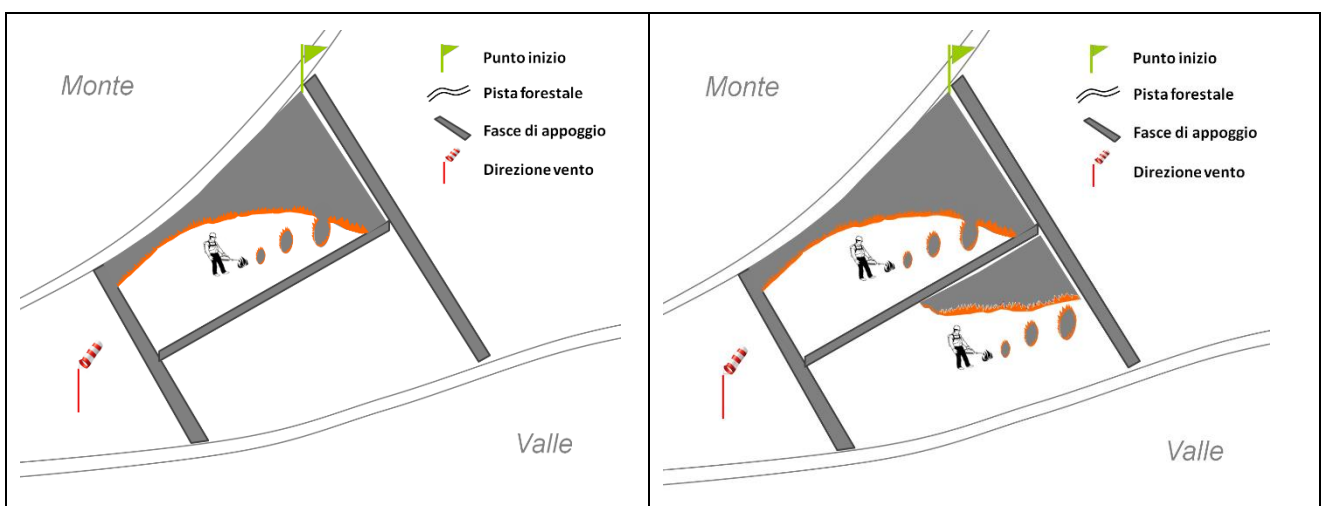 Monte
Punto inizio
Pista forestale
Fasce di appoggio
Direzione vento
Valle
Monte
Punto inizio
Pista forestale
Fasce di appoggio
Direzione vento
Valle